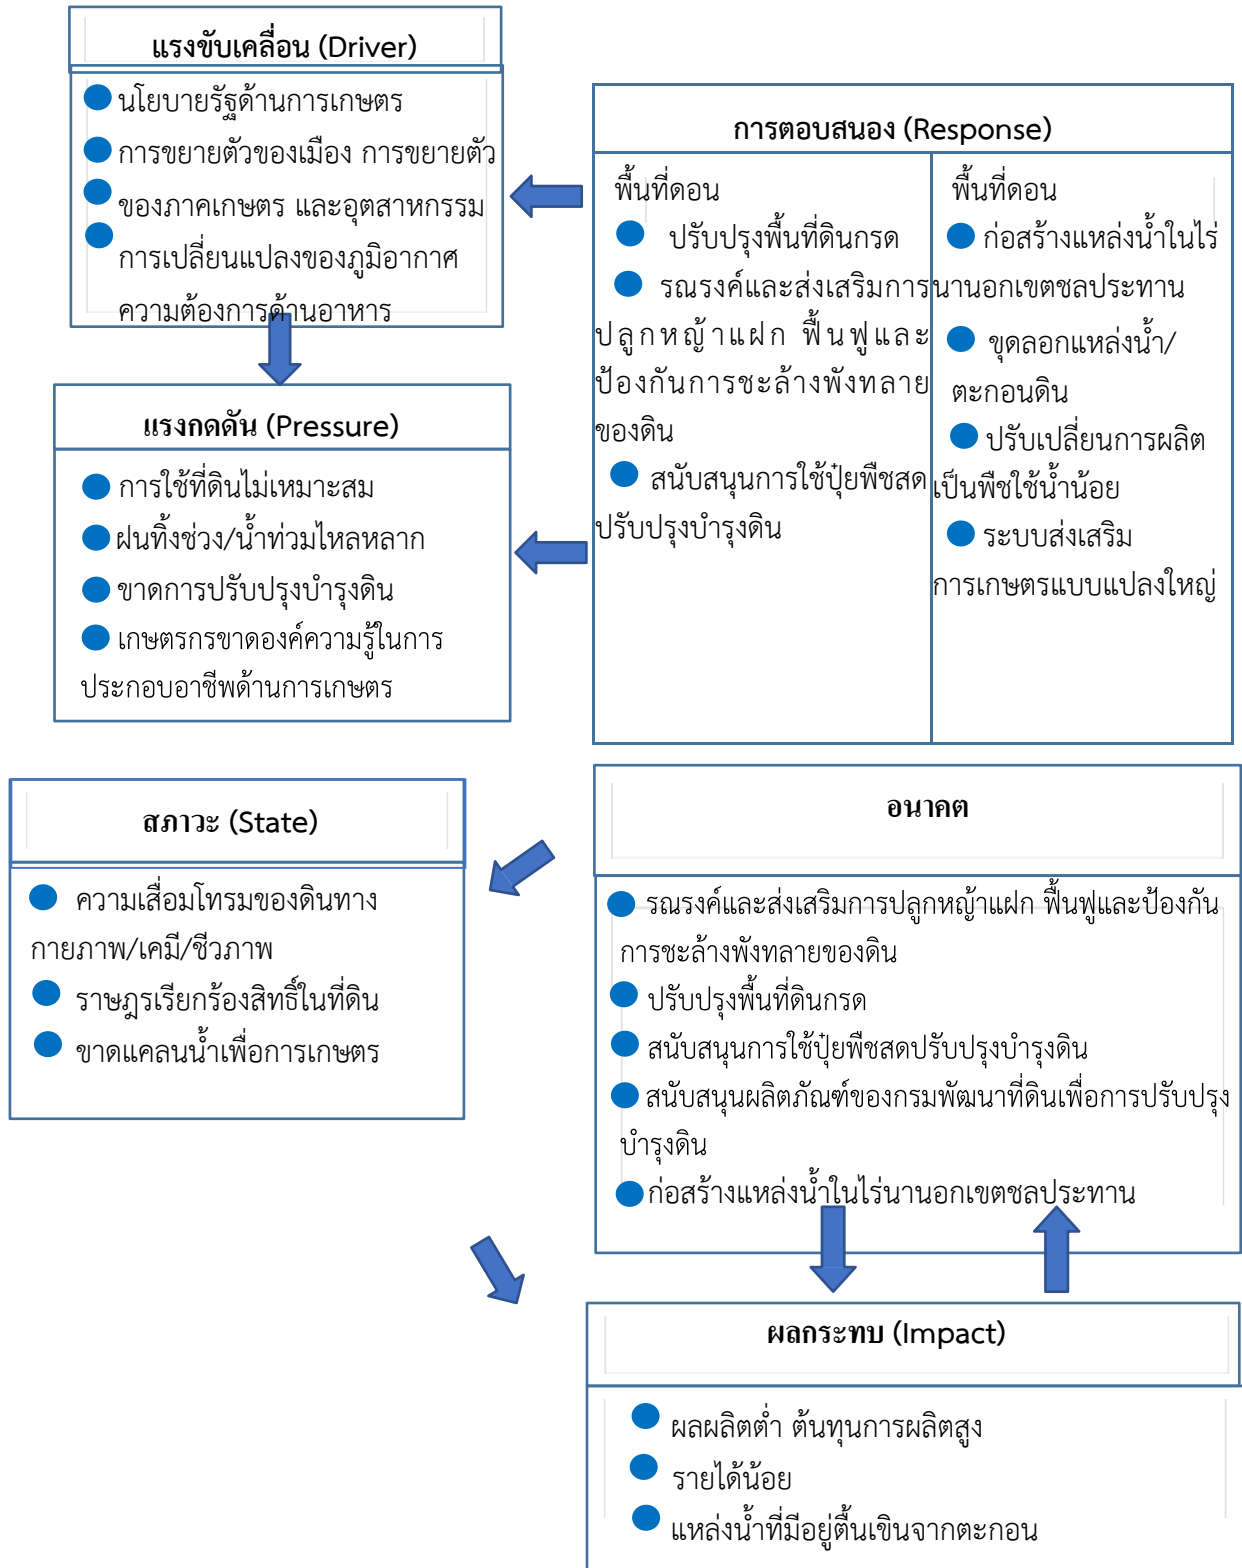 แรงขับเคลื่อน (Driver)
นโยบายรัฐด้านการเกษตร
การขยายตัวของเมือง การขยายตัว
ของภาคเกษตร และอุตสาหกรรม
การเปลี่ยนแปลงของภูมิอากาศ
ความต้องการด้านอาหาร
แรงกดดัน (Pressure)
การใช้ที่ดินไม่เหมาะสม
ฝนทิ้งช่วง/น้ำท่วมไหลหลาก
ขาดการปรับปรุงบำรุงดิน
เกษตรกรขาดองค์ความรู้ในการ
ประกอบอาชีพด้านการเกษตร
การตอบสนอง (Response)
พื้นที่ดอน
ปรับปรุงพื้นที่ดินกรด
รณรงค์และส่งเสริมการ
ปลูกหญ้าแฝก ฟื้นฟูและ
ป้องกันการชะล้างพังทลาย
ของดิน
สนับสนุนการใช้ปุ๋ยพืชสด
ปรับปรุงบำรุงดิน
พื้นที่ดอน
ก่อสร้างแหล่งน้ำในไร่
นานอกเขตชลประทาน
ขุดลอกแหล่งน้ำ/
ตะกอนดิน
ปรับเปลี่ยนการผลิต
เป็นพืชใช้น้ำน้อย
ระบบส่งเสริม
การเกษตรแบบแปลงใหญ่
สภาวะ (State)
ความเสื่อมโทรมของดินทาง
กายภาพ/เคมี/ชีวภาพ
ราษฎรเรียกร้องสิทธิ์ในที่ดิน
ขาดแคลนน้ำเพื่อการเกษตร
อนาคต
รณรงค์และส่งเสริมการปลูกหญ้าแฝก ฟื้นฟูและป้องกัน
การชะล้างพังทลายของดิน
ปรับปรุงพื้นที่ดินกรด
สนับสนุนการใช้ปุ๋ยพืชสดปรับปรุงบำรุงดิน
สนับสนุนผลิตภัณฑ์ของกรมพัฒนาที่ดินเพื่อการปรับปรุง
บำรุงดิน
ก่อสร้างแหล่งน้ำในไร่นานอกเขตชลประทาน
ผลกระทบ (Impact)
ผลผลิตต่ำ ต้นทุนการผลิตสูง
รายได้น้อย
แหล่งน้ำที่มีอยู่ตื้นเขินจากตะกอน